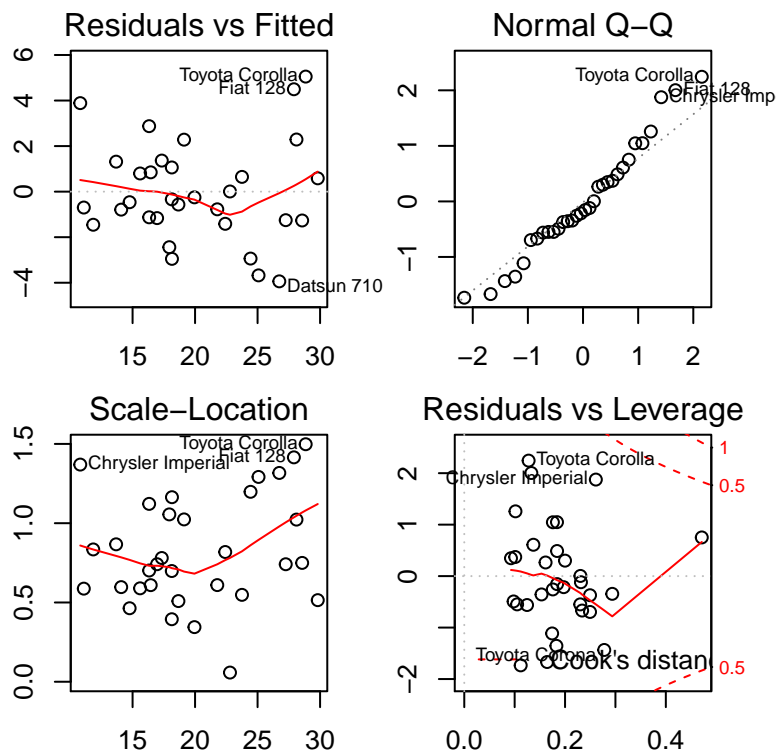 Residuals vs Fitted
6
4
2
0
−4
15 20 25 30
Toyota Corolla
Fiat 128
Datsun 710
Normal Q−Q
2
1
0
−1
−2 −1 0 1 2
Toyota Corolla
Fiat 128
Chrysler Imp
Scale−Location
1.5
1.0
0.5
0.0
15 20 25 30
Toyota Corolla
Fiat 128
Chrysler Imperial
Residuals vs Leverage
2
1
0
−2
0.0 0.2 0.4
Toyota Corolla
Chrysler Imperial
Toyota Corona
Cook's distanc
1
0.5
0.5